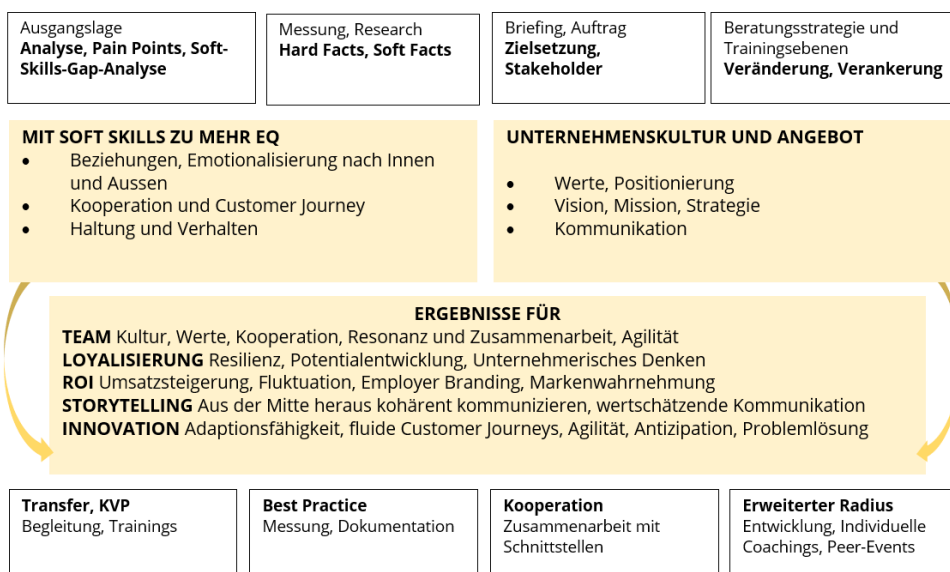 Ausgangslage
Analyse, Pain Points, Soft-
Skills-Gap-Analyse
Messung, Research
Hard Facts, Soft Facts
Briefing, Auftrag
Zielsetzung,
Stakeholder
Beratungsstrategie und
Trainingsebenen
Veränderung, Verankerung
MIT SOFT SKILLS ZU MEHR EQ
• Beziehungen, Emotionalisierung nach Innen
und Aussen
• Kooperation und Customer Journey
• Haltung und Verhalten
UNTERNEHMENSKULTUR UND ANGEBOT
• Werte, Positionierung
• Vision, Mission, Strategie
• Kommunikation
ERGEBNISSE FÜR
TEAM Kultur, Werte, Kooperation, Resonanz und Zusammenarbeit, Agilität
LOYALISIERUNG Resilienz, Potentialentwicklung, Unternehmerisches Denken
ROI Umsatzsteigerung, Fluktuation, Employer Branding, Markenwahrnehmung
STORYTELLING Aus der Mitte heraus kohärent kommunizieren, wertschätzende Kommunikation
INNOVATION Adaptionsfähigkeit, fluide Customer Journeys, Agilität, Antizipation, Problemlösung
Transfer, KVP
Begleitung, Trainings
Best Practice
Messung, Dokumentation
Kooperation
Zusammenarbeit mit
Schnittstellen
Erweiterter Radius
Entwicklung, Individuelle
Coachings, Peer-Events